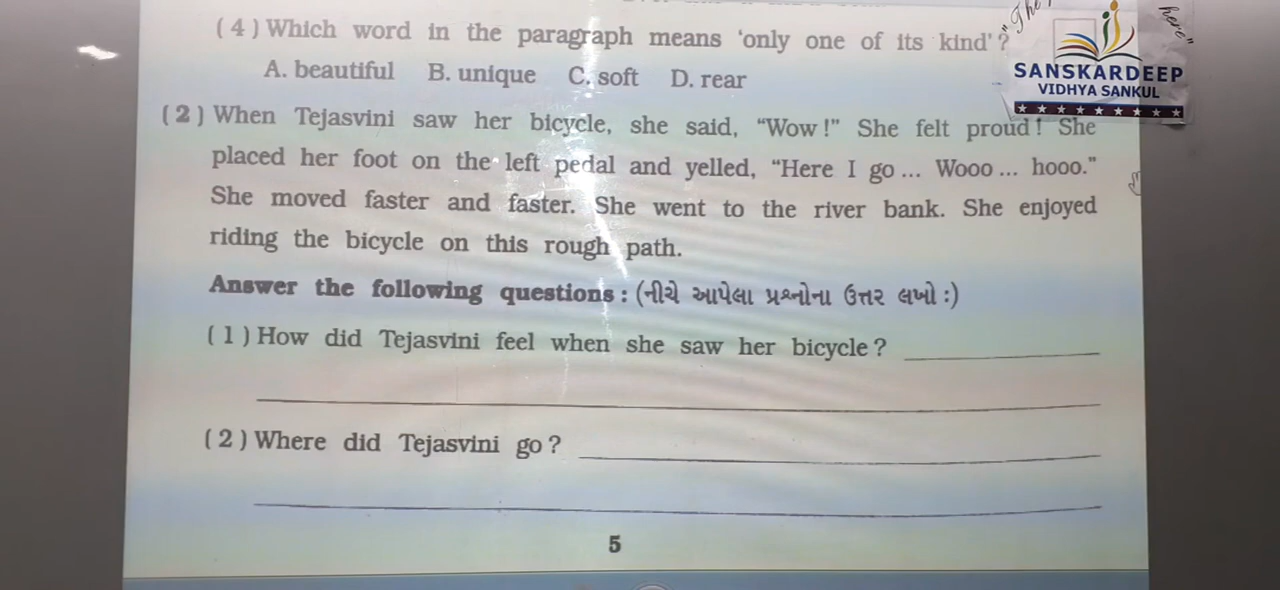 "The
here"
SANSKARDEEP
VIDHYA SANKUL
(4) Which word in the paragraph means 'only one of its kind'?
A. beautiful B. unique C. soft D. rear
(2) When Tejasvini saw her bicycle, she said, "Wow!" She felt proud! She
placed her foot on the left pedal and yelled, "Here I go ... Wooo ... hooo."
She moved faster and faster. She went to the river bank. She enjoyed
riding the bicycle on this rough path.
Answer the following questions : (નીચે આપેલા પ્રશ્નોના ઉત્તર લખો :)
(1) How did Tejasvini feel when she saw her bicycle?
(2) Where did Tejasvini go?
5